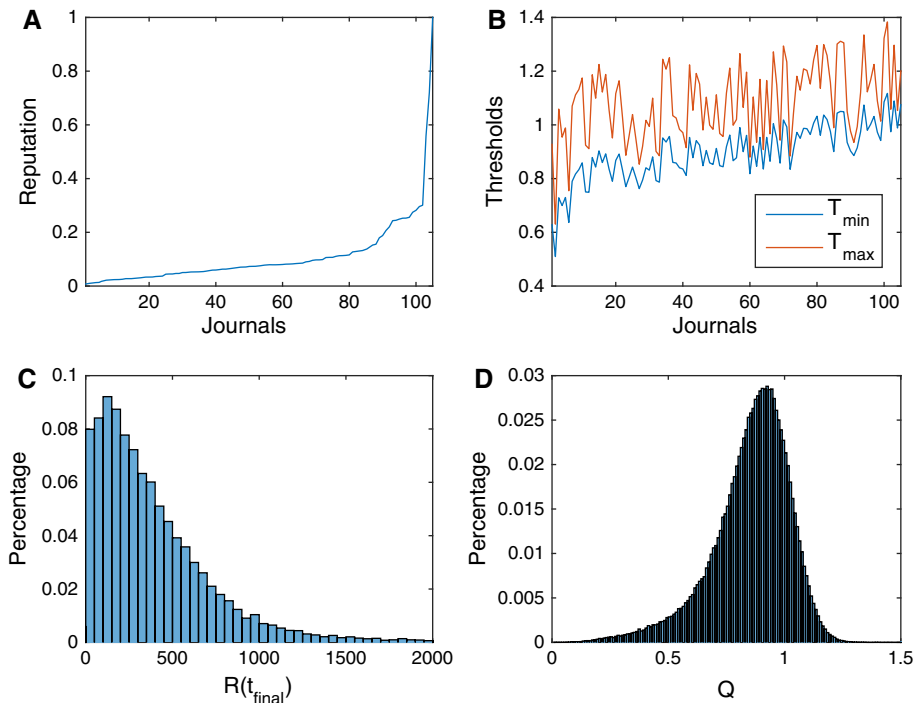 A
Reputation
1
0.8
0.6
0.4
0.2
0
20 40 60 80 100
Journals
B
Thresholds
1.4
1.2
1
0.8
0.6
0.4
T_min
T_max
20 40 60 80 100
Journals
C
Percentage
0.1
0.08
0.06
0.04
0.02
0
0 500 1000 1500 2000
R(t_final)
D
Percentage
0.03
0.025
0.02
0.015
0.01
0.005
0
0 0.5 1 1.5
Q